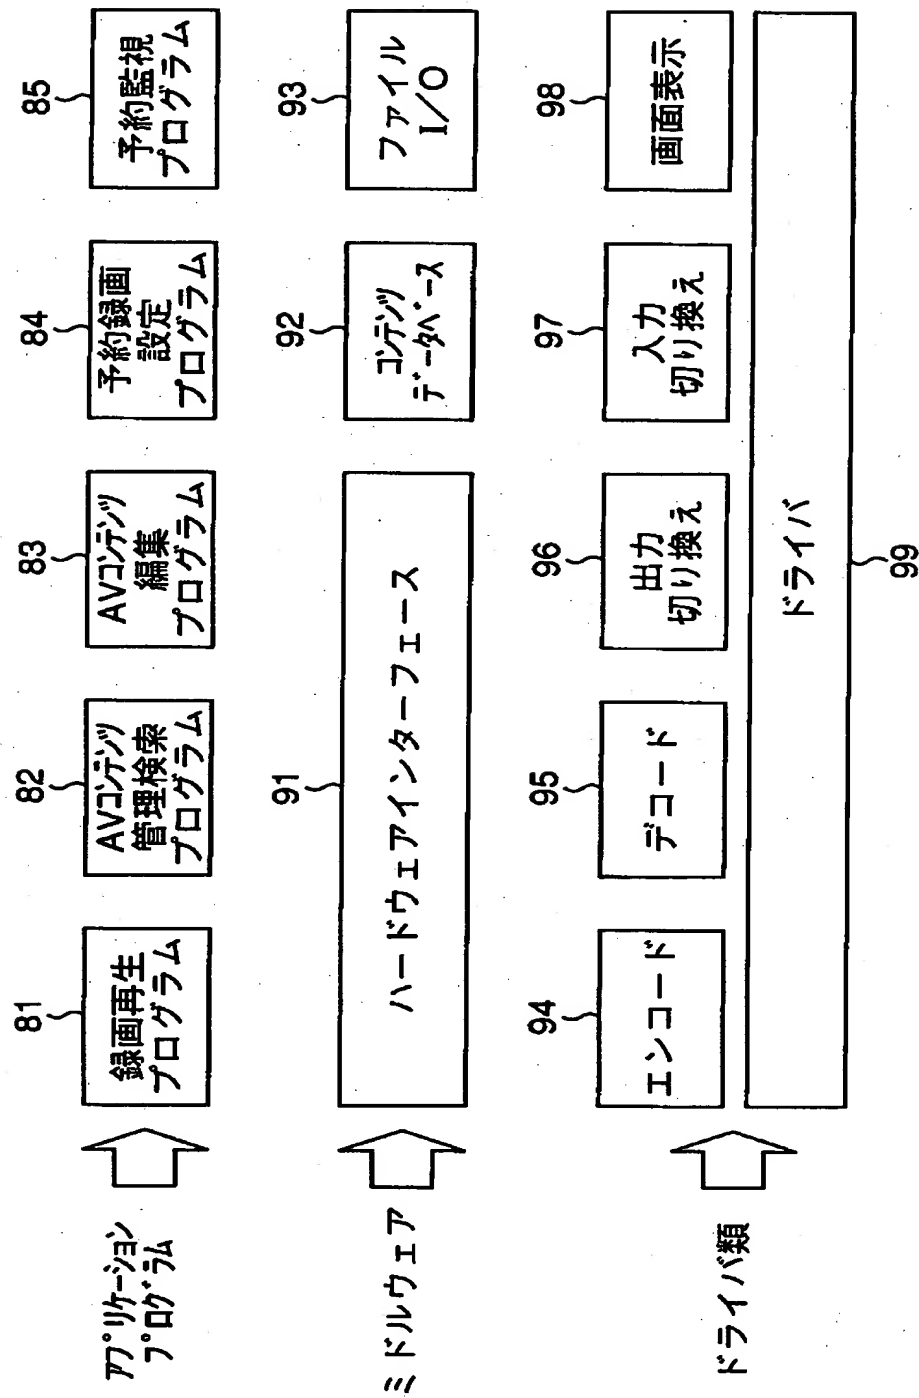 アプリケーション
プログラム
81
録画再生
プログラム
82
AVコンテンツ
管理検索
プログラム
83
AVコンテンツ
編集
プログラム
84
予約録画
設定
プログラム
85
予約監視
プログラム
ミドルウェア
91
ハードウェアインターフェース
92
コンテンツ
データベース
93
ファイル
I/O
ドライバ類
94
エンコード
95
デコード
96
出力
切り換え
97
入力
切り換え
98
画面表示
ドライバ
99